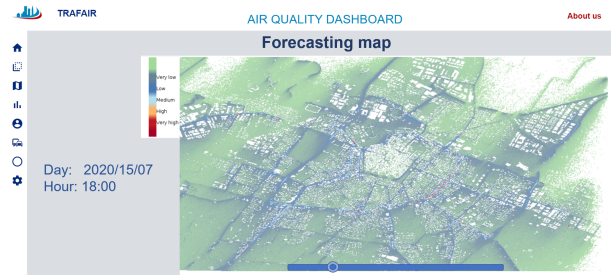 TRAFAIR
AIR QUALITY DASHBOARD
About us
Forecasting map
Very low
Low
Medium
High
Very high
Day: 2020/15/07
Hour: 18:00